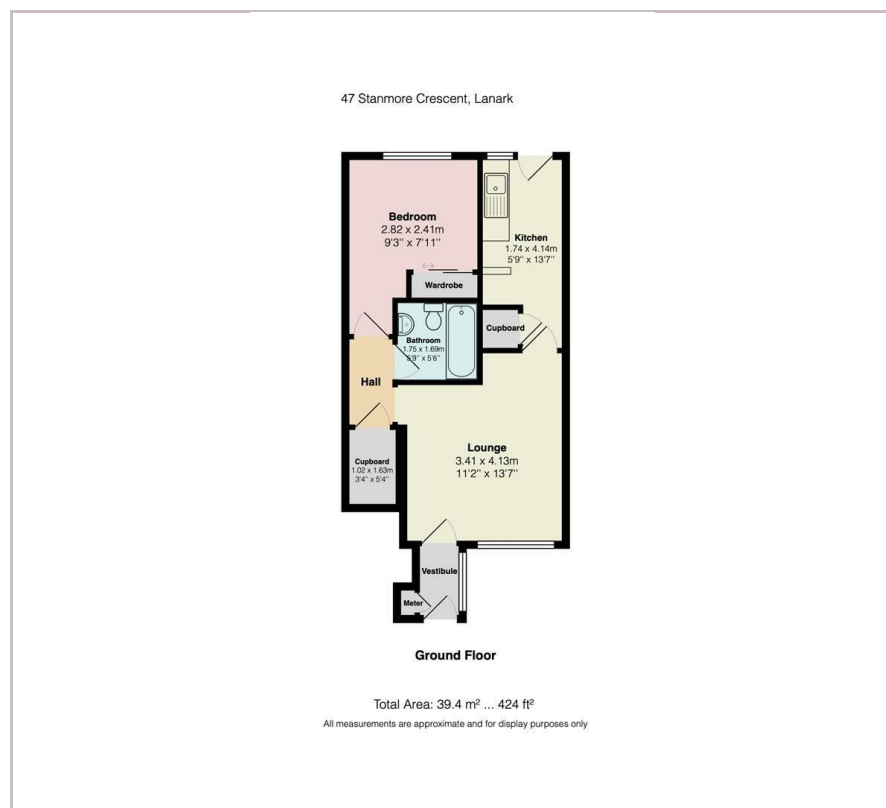 47 Stanmore Crescent, Lanark
Bedroom
2.82 x 2.41m
9'3'' x 7'11''
Kitchen
1.74 x 4.14m
5'9'' x 13'7''
Wardrobe
Cupboard
Bathroom
1.75 x 1.69m
5'9'' x 5'6''
Hall
Lounge
3.41 x 4.13m
11'2'' x 13'7''
Cupboard
1.02 x 1.63m
3'4'' x 5'4''
Vestibule
Meter
Ground Floor
Total Area: 39.4 m² ... 424 ft²
All measurements are approximate and for display purposes only